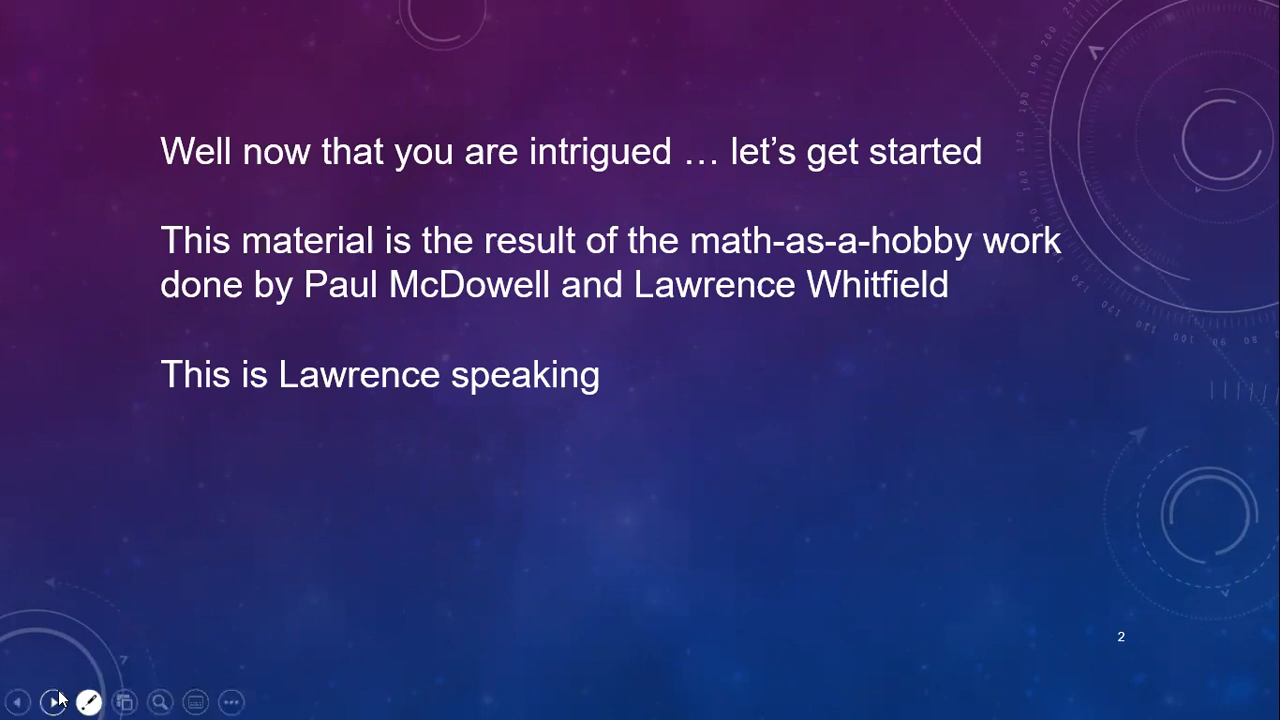 Well now that you are intrigued … let’s get started
This material is the result of the math-as-a-hobby work
done by Paul McDowell and Lawrence Whitfield
This is Lawrence speaking
2